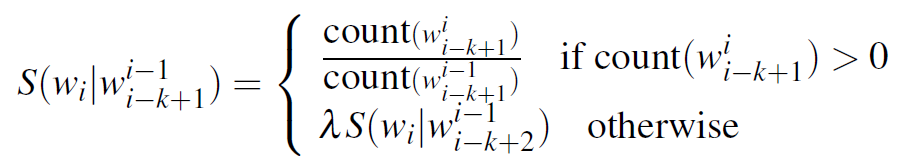 S(w_i|w_{i-k+1}^{i-1}) = { count(w_{i-k+1}^i) / count(w_{i-k+1}^{i-1}) if count(w_{i-k+1}^i) > 0
λS(w_i|w_{i-k+2}^{i-1}) otherwise